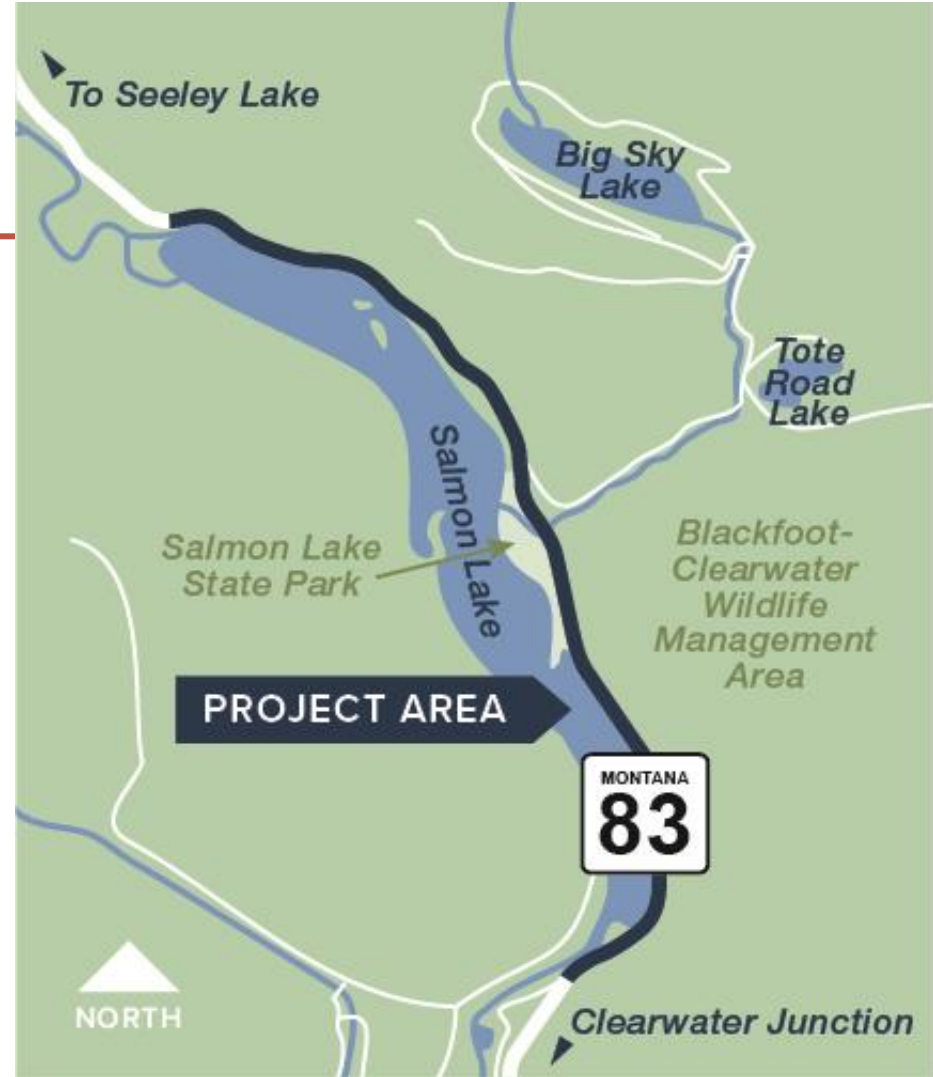 To Seeley Lake
Big Sky
Lake
Tote
Road
Lake
Salmon Lake
Salmon Lake
State Park
Blackfoot-
Clearwater
Wildlife
Management
Area
PROJECT AREA
MONTANA
83
NORTH
Clearwater Junction